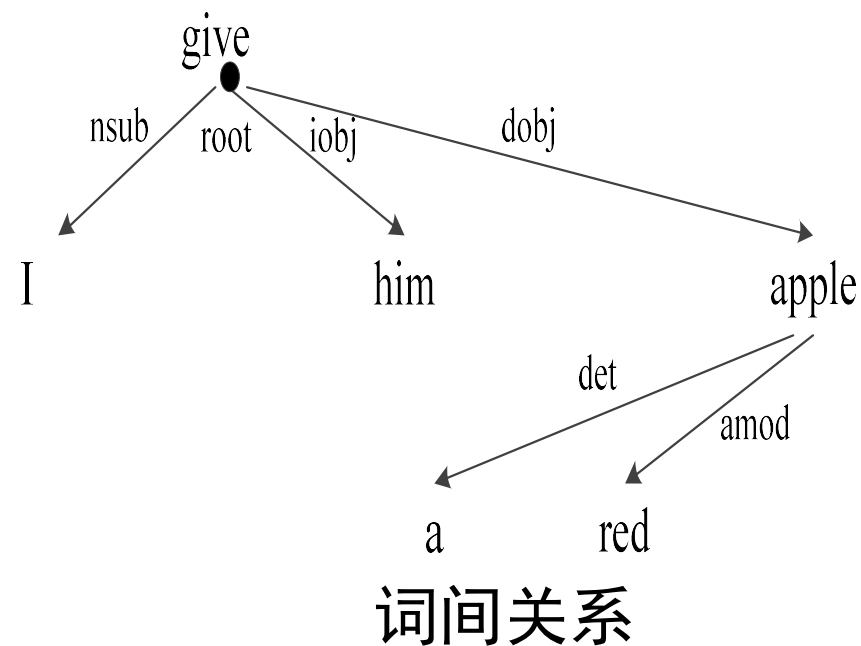 give
nsub root iobj dobj
I him apple
det
amod
a red
词间关系